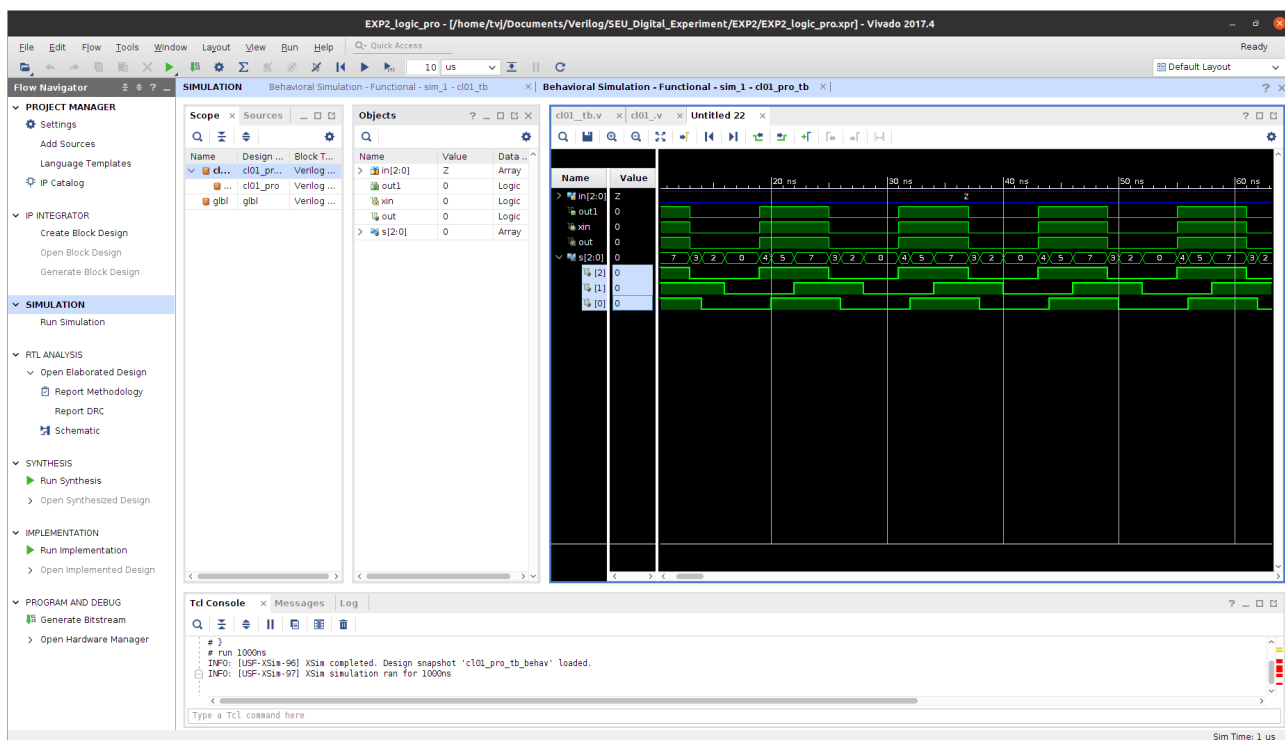 EXP2_logic_pro - [/home/tvj/Documents/Verilog/SEU_Digital_Experiment/EXP2/EXP2_logic_pro.xpr] - Vivado 2017.4
File Edit Flow Tools Window Layout View Run Help Q- Quick Access Ready
10 us Default Layout
Flow Navigator
SIMULATION Behavioral Simulation - Functional - sim_1 - cl01_tb
Behavioral Simulation - Functional - sim_1 - cl01_pro_tb
PROJECT MANAGER
Settings
Add Sources
Language Templates
IP Catalog
IP INTEGRATOR
Create Block Design
Open Block Design
Generate Block Design
SIMULATION
Run Simulation
RTL ANALYSIS
Open Elaborated Design
Report Methodology
Report DRC
Schematic
SYNTHESIS
Run Synthesis
Open Synthesized Design
IMPLEMENTATION
Run Implementation
Open Implemented Design
PROGRAM AND DEBUG
Generate Bitstream
Open Hardware Manager
Scope Sources
Name Design ... Block T...
cl... cl01_pr... Verilog ...
... cl01_pro Verilog ...
glbl glbl Verilog ...
Objects
Name Value Data ...
in[2:0] Z Array
out1 0 Logic
xin 0 Logic
out 0 Logic
s[2:0] 0 Array
cl01__tb.v cl01_.v Untitled 22
Name Value
20 ns 30 ns 40 ns 50 ns 60 ns
in[2:0] Z Z
out1 0
xin 0
out 0
s[2:0] 0 7 3 2 0 4 5 7 3 2 0 4 5 7 3 2 0 4 5 7 3 2 0 4 5 7 3 2
[2] 0
[1] 0
[0] 0
Tcl Console Messages Log
# }
# run 1000ns
INFO: [USF-XSim-96] XSim completed. Design snapshot 'cl01_pro_tb_behav' loaded.
INFO: [USF-XSim-97] XSim simulation ran for 1000ns
Type a Tcl command here
Sim Time: 1 us